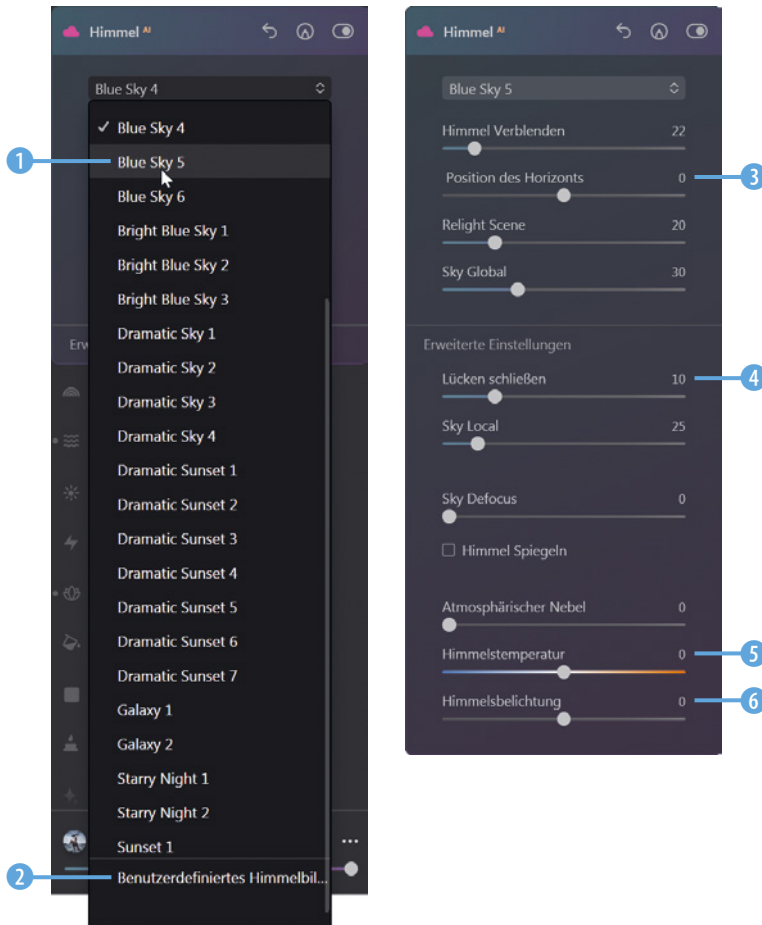 Himmel AI
Blue Sky 4
Blue Sky 4
1
Blue Sky 5
Blue Sky 6
Bright Blue Sky 1
Bright Blue Sky 2
Bright Blue Sky 3
Erw
Dramatic Sky 1
Dramatic Sky 2
Dramatic Sky 3
Dramatic Sky 4
Dramatic Sunset 1
Dramatic Sunset 2
Dramatic Sunset 3
Dramatic Sunset 4
Dramatic Sunset 5
Dramatic Sunset 6
Dramatic Sunset 7
Galaxy 1
Galaxy 2
Starry Night 1
Starry Night 2
Sunset 1
2
Benutzerdefiniertes Himmelbil...
Himmel AI
Blue Sky 5
Himmel Verblenden 22
Position des Horizonts 0 3
Relight Scene 20
Sky Global 30
Erweiterte Einstellungen
Lücken schließen 10 4
Sky Local 25
Sky Defocus 0
Himmel Spiegeln
Atmosphärischer Nebel 0
Himmelstemperatur 0 5
Himmelsbelichtung 0 6